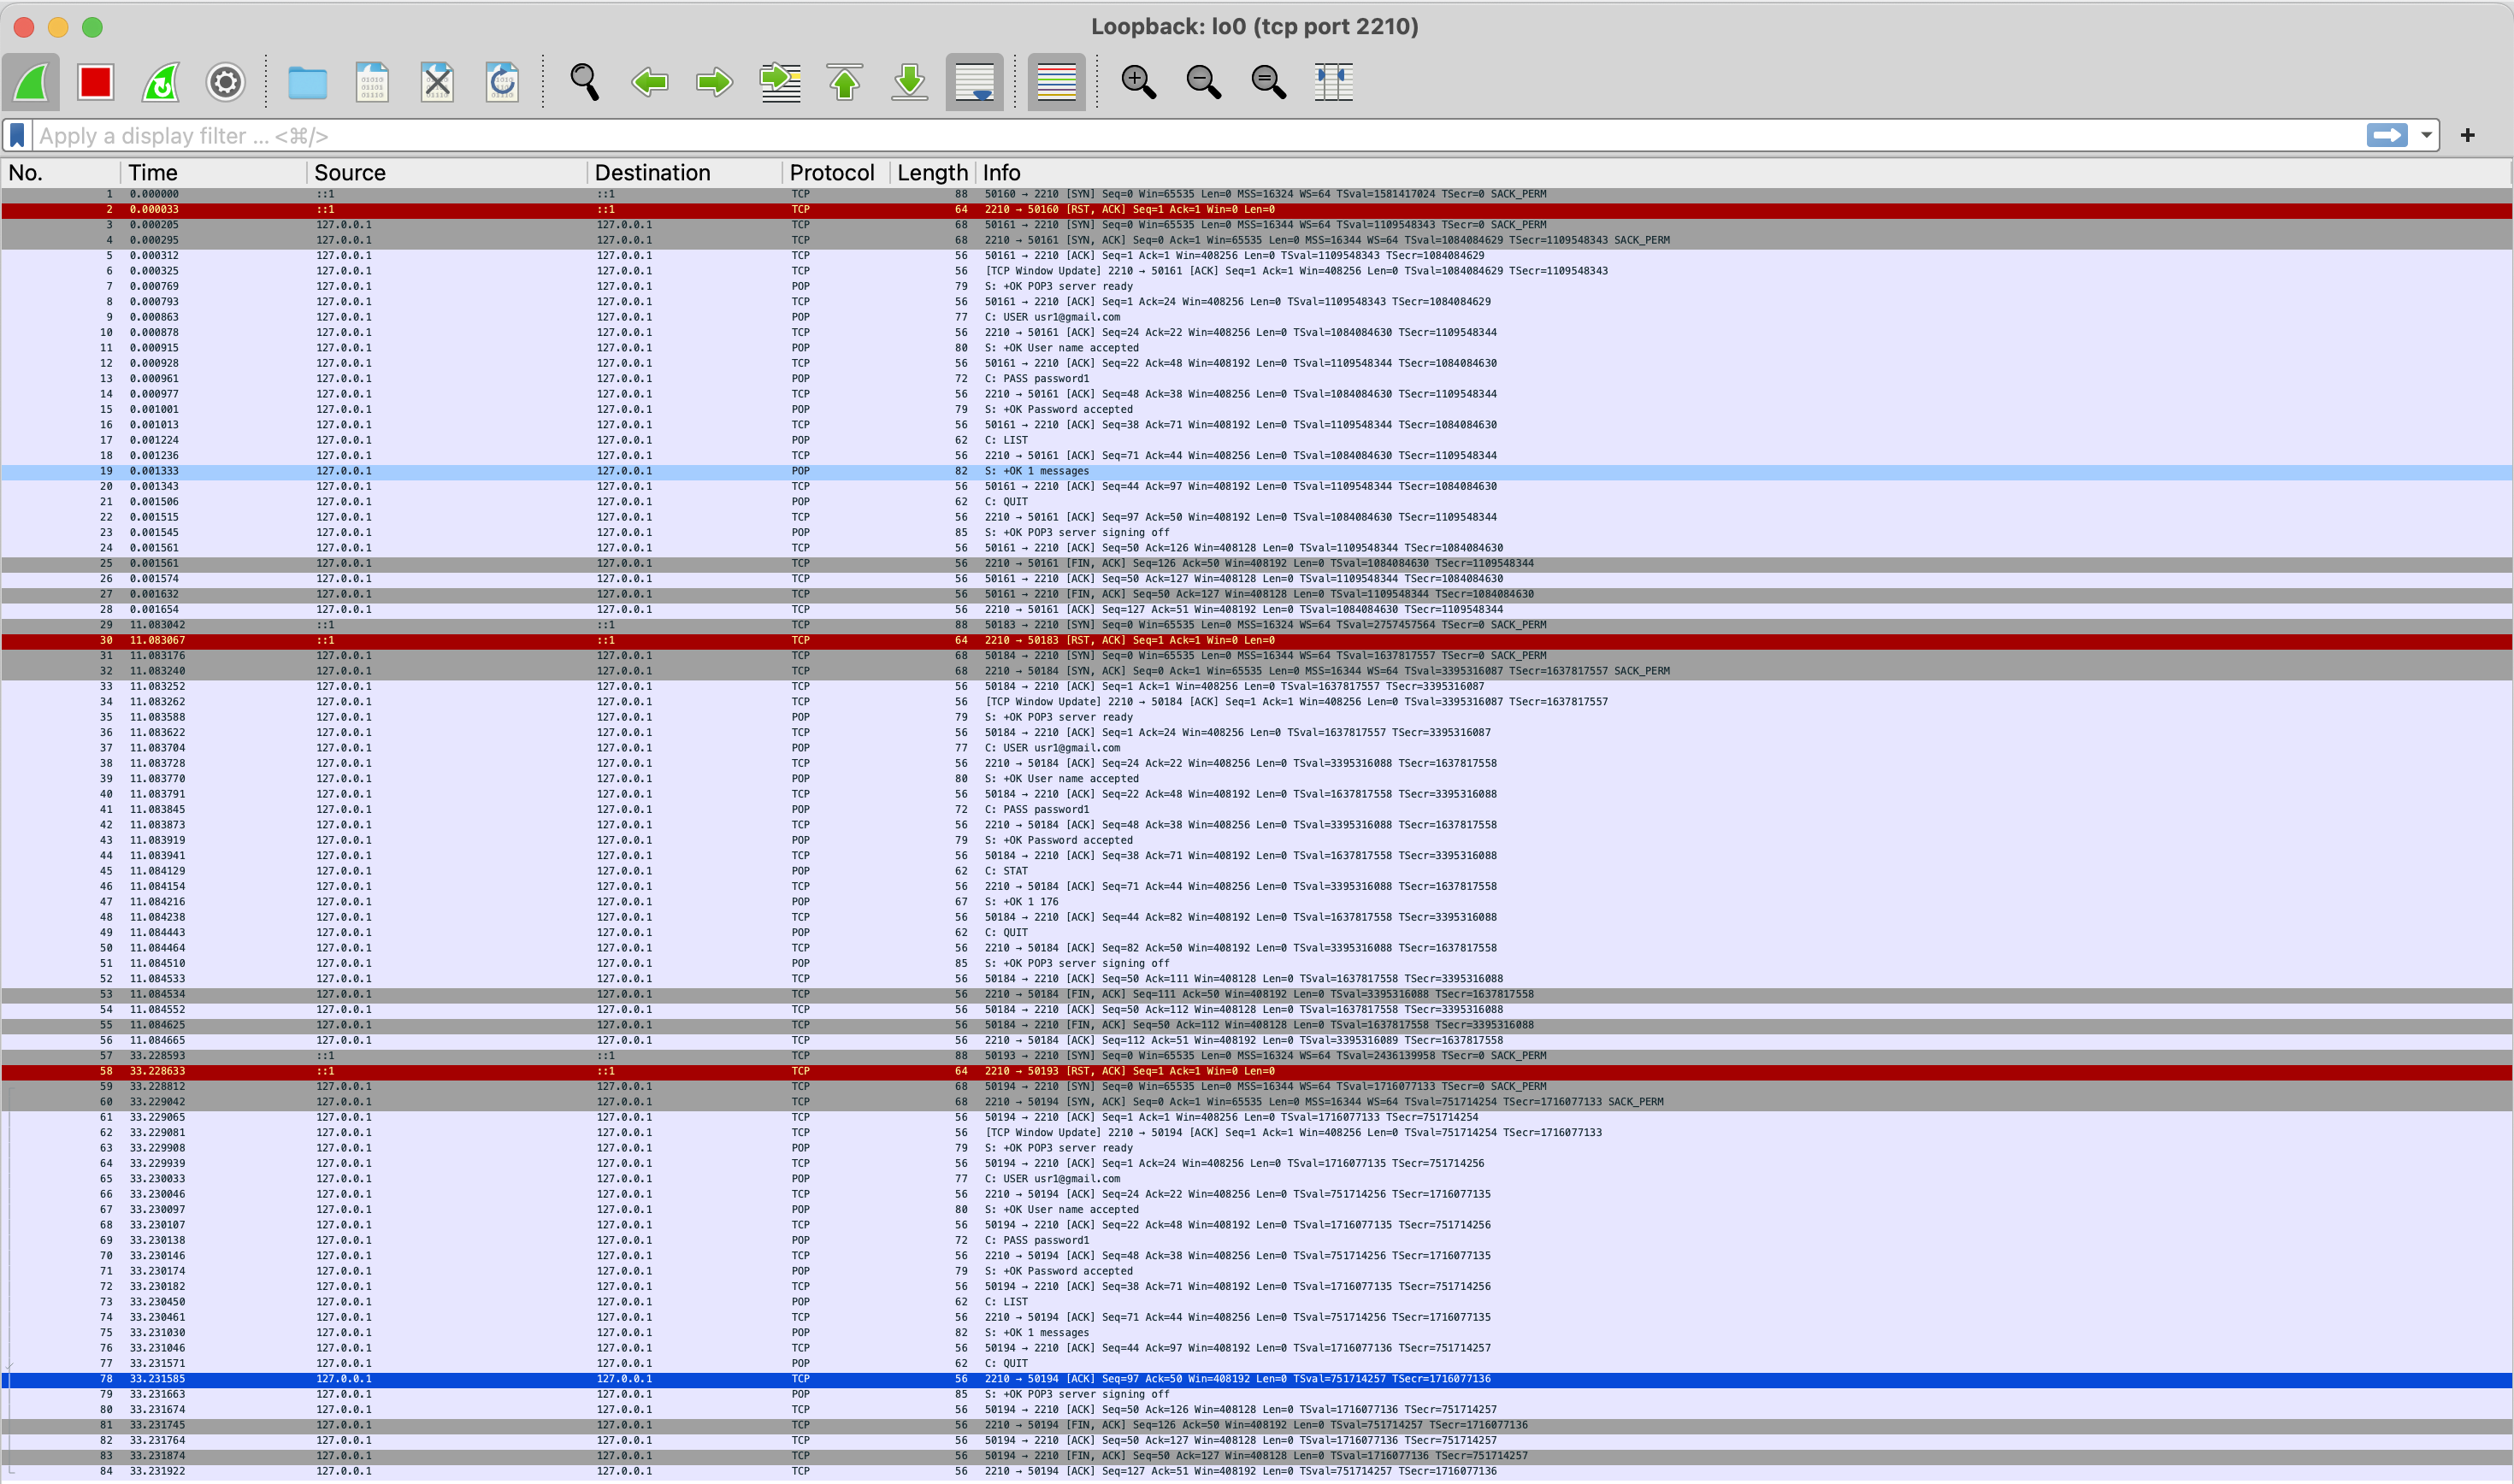 Loopback: lo0 (tcp port 2210)
Apply a display filter ... <⌘/>
No. Time Source Destination Protocol Length Info
1 0.000000 ::1 ::1 TCP 88 50160 → 2210 [SYN] Seq=0 Win=65535 Len=0 MSS=16324 WS=64 TSval=1581417024 TSecr=0 SACK_PERM
2 0.000033 ::1 ::1 TCP 64 2210 → 50160 [RST, ACK] Seq=1 Ack=1 Win=0 Len=0
3 0.000205 127.0.0.1 127.0.0.1 TCP 68 50161 → 2210 [SYN] Seq=0 Win=65535 Len=0 MSS=16344 WS=64 TSval=1109548343 TSecr=0 SACK_PERM
4 0.000295 127.0.0.1 127.0.0.1 TCP 68 2210 → 50161 [SYN, ACK] Seq=0 Ack=1 Win=65535 Len=0 MSS=16344 WS=64 TSval=1084084629 TSecr=1109548343 SACK_PERM
5 0.000312 127.0.0.1 127.0.0.1 TCP 56 50161 → 2210 [ACK] Seq=1 Ack=1 Win=408256 Len=0 TSval=1109548343 TSecr=1084084629
6 0.000325 127.0.0.1 127.0.0.1 TCP 56 [TCP Window Update] 2210 → 50161 [ACK] Seq=1 Ack=1 Win=408256 Len=0 TSval=1084084629 TSecr=1109548343
7 0.000769 127.0.0.1 127.0.0.1 POP 79 S: +OK POP3 server ready
8 0.000793 127.0.0.1 127.0.0.1 TCP 56 50161 → 2210 [ACK] Seq=1 Ack=24 Win=408256 Len=0 TSval=1109548343 TSecr=1084084629
9 0.000863 127.0.0.1 127.0.0.1 POP 77 C: USER usr1@gmail.com
10 0.000878 127.0.0.1 127.0.0.1 TCP 56 2210 → 50161 [ACK] Seq=24 Ack=22 Win=408256 Len=0 TSval=1084084630 TSecr=1109548344
11 0.000915 127.0.0.1 127.0.0.1 POP 80 S: +OK User name accepted
12 0.000928 127.0.0.1 127.0.0.1 TCP 56 50161 → 2210 [ACK] Seq=22 Ack=48 Win=408192 Len=0 TSval=1109548344 TSecr=1084084630
13 0.000961 127.0.0.1 127.0.0.1 POP 72 C: PASS password1
14 0.000977 127.0.0.1 127.0.0.1 TCP 56 2210 → 50161 [ACK] Seq=48 Ack=38 Win=408256 Len=0 TSval=1084084630 TSecr=1109548344
15 0.001001 127.0.0.1 127.0.0.1 POP 79 S: +OK Password accepted
16 0.001013 127.0.0.1 127.0.0.1 TCP 56 50161 → 2210 [ACK] Seq=38 Ack=71 Win=408192 Len=0 TSval=1109548344 TSecr=1084084630
17 0.001224 127.0.0.1 127.0.0.1 POP 62 C: LIST
18 0.001236 127.0.0.1 127.0.0.1 TCP 56 2210 → 50161 [ACK] Seq=71 Ack=44 Win=408256 Len=0 TSval=1084084630 TSecr=1109548344
19 0.001333 127.0.0.1 127.0.0.1 POP 82 S: +OK 1 messages
20 0.001343 127.0.0.1 127.0.0.1 TCP 56 50161 → 2210 [ACK] Seq=44 Ack=97 Win=408192 Len=0 TSval=1109548344 TSecr=1084084630
21 0.001506 127.0.0.1 127.0.0.1 POP 62 C: QUIT
22 0.001515 127.0.0.1 127.0.0.1 TCP 56 2210 → 50161 [ACK] Seq=97 Ack=50 Win=408192 Len=0 TSval=1084084630 TSecr=1109548344
23 0.001545 127.0.0.1 127.0.0.1 POP 85 S: +OK POP3 server signing off
24 0.001561 127.0.0.1 127.0.0.1 TCP 56 50161 → 2210 [ACK] Seq=50 Ack=126 Win=408128 Len=0 TSval=1109548344 TSecr=1084084630
25 0.001561 127.0.0.1 127.0.0.1 TCP 56 2210 → 50161 [FIN, ACK] Seq=126 Ack=50 Win=408192 Len=0 TSval=1084084630 TSecr=1109548344
26 0.001574 127.0.0.1 127.0.0.1 TCP 56 50161 → 2210 [ACK] Seq=50 Ack=127 Win=408128 Len=0 TSval=1109548344 TSecr=1084084630
27 0.001632 127.0.0.1 127.0.0.1 TCP 56 50161 → 2210 [FIN, ACK] Seq=50 Ack=127 Win=408128 Len=0 TSval=1109548344 TSecr=1084084630
28 0.001654 127.0.0.1 127.0.0.1 TCP 56 2210 → 50161 [ACK] Seq=127 Ack=51 Win=408192 Len=0 TSval=1084084630 TSecr=1109548344
29 11.083042 ::1 ::1 TCP 88 50183 → 2210 [SYN] Seq=0 Win=65535 Len=0 MSS=16324 WS=64 TSval=2757457564 TSecr=0 SACK_PERM
30 11.083067 ::1 ::1 TCP 64 2210 → 50183 [RST, ACK] Seq=1 Ack=1 Win=0 Len=0
31 11.083176 127.0.0.1 127.0.0.1 TCP 68 50184 → 2210 [SYN] Seq=0 Win=65535 Len=0 MSS=16344 WS=64 TSval=1637817557 TSecr=0 SACK_PERM
32 11.083240 127.0.0.1 127.0.0.1 TCP 68 2210 → 50184 [SYN, ACK] Seq=0 Ack=1 Win=65535 Len=0 MSS=16344 WS=64 TSval=3395316087 TSecr=1637817557 SACK_PERM
33 11.083252 127.0.0.1 127.0.0.1 TCP 56 50184 → 2210 [ACK] Seq=1 Ack=1 Win=408256 Len=0 TSval=1637817557 TSecr=3395316087
34 11.083262 127.0.0.1 127.0.0.1 TCP 56 [TCP Window Update] 2210 → 50184 [ACK] Seq=1 Ack=1 Win=408256 Len=0 TSval=3395316087 TSecr=1637817557
35 11.083588 127.0.0.1 127.0.0.1 POP 79 S: +OK POP3 server ready
36 11.083622 127.0.0.1 127.0.0.1 TCP 56 50184 → 2210 [ACK] Seq=1 Ack=24 Win=408256 Len=0 TSval=1637817557 TSecr=3395316087
37 11.083704 127.0.0.1 127.0.0.1 POP 77 C: USER usr1@gmail.com
38 11.083728 127.0.0.1 127.0.0.1 TCP 56 2210 → 50184 [ACK] Seq=24 Ack=22 Win=408256 Len=0 TSval=3395316088 TSecr=1637817558
39 11.083770 127.0.0.1 127.0.0.1 POP 80 S: +OK User name accepted
40 11.083791 127.0.0.1 127.0.0.1 TCP 56 50184 → 2210 [ACK] Seq=22 Ack=48 Win=408192 Len=0 TSval=1637817558 TSecr=3395316088
41 11.083845 127.0.0.1 127.0.0.1 POP 72 C: PASS password1
42 11.083873 127.0.0.1 127.0.0.1 TCP 56 2210 → 50184 [ACK] Seq=48 Ack=38 Win=408256 Len=0 TSval=3395316088 TSecr=1637817558
43 11.083919 127.0.0.1 127.0.0.1 POP 79 S: +OK Password accepted
44 11.083941 127.0.0.1 127.0.0.1 TCP 56 50184 → 2210 [ACK] Seq=38 Ack=71 Win=408192 Len=0 TSval=1637817558 TSecr=3395316088
45 11.084129 127.0.0.1 127.0.0.1 POP 62 C: STAT
46 11.084154 127.0.0.1 127.0.0.1 TCP 56 2210 → 50184 [ACK] Seq=71 Ack=44 Win=408256 Len=0 TSval=3395316088 TSecr=1637817558
47 11.084216 127.0.0.1 127.0.0.1 POP 67 S: +OK 1 176
48 11.084238 127.0.0.1 127.0.0.1 TCP 56 50184 → 2210 [ACK] Seq=44 Ack=82 Win=408192 Len=0 TSval=1637817558 TSecr=3395316088
49 11.084443 127.0.0.1 127.0.0.1 POP 62 C: QUIT
50 11.084464 127.0.0.1 127.0.0.1 TCP 56 2210 → 50184 [ACK] Seq=82 Ack=50 Win=408192 Len=0 TSval=3395316088 TSecr=1637817558
51 11.084510 127.0.0.1 127.0.0.1 POP 85 S: +OK POP3 server signing off
52 11.084533 127.0.0.1 127.0.0.1 TCP 56 50184 → 2210 [ACK] Seq=50 Ack=111 Win=408128 Len=0 TSval=1637817558 TSecr=3395316088
53 11.084534 127.0.0.1 127.0.0.1 TCP 56 2210 → 50184 [FIN, ACK] Seq=111 Ack=50 Win=408192 Len=0 TSval=3395316088 TSecr=1637817558
54 11.084552 127.0.0.1 127.0.0.1 TCP 56 50184 → 2210 [ACK] Seq=50 Ack=112 Win=408128 Len=0 TSval=1637817558 TSecr=3395316088
55 11.084625 127.0.0.1 127.0.0.1 TCP 56 50184 → 2210 [FIN, ACK] Seq=50 Ack=112 Win=408128 Len=0 TSval=1637817558 TSecr=3395316088
56 11.084665 127.0.0.1 127.0.0.1 TCP 56 2210 → 50184 [ACK] Seq=112 Ack=51 Win=408192 Len=0 TSval=3395316089 TSecr=1637817558
57 33.228593 ::1 ::1 TCP 88 50193 → 2210 [SYN] Seq=0 Win=65535 Len=0 MSS=16324 WS=64 TSval=2436139958 TSecr=0 SACK_PERM
58 33.228633 ::1 ::1 TCP 64 2210 → 50193 [RST, ACK] Seq=1 Ack=1 Win=0 Len=0
59 33.228812 127.0.0.1 127.0.0.1 TCP 68 50194 → 2210 [SYN] Seq=0 Win=65535 Len=0 MSS=16344 WS=64 TSval=1716077133 TSecr=0 SACK_PERM
60 33.229042 127.0.0.1 127.0.0.1 TCP 68 2210 → 50194 [SYN, ACK] Seq=0 Ack=1 Win=65535 Len=0 MSS=16344 WS=64 TSval=751714254 TSecr=1716077133 SACK_PERM
61 33.229065 127.0.0.1 127.0.0.1 TCP 56 50194 → 2210 [ACK] Seq=1 Ack=1 Win=408256 Len=0 TSval=1716077133 TSecr=751714254
62 33.229081 127.0.0.1 127.0.0.1 TCP 56 [TCP Window Update] 2210 → 50194 [ACK] Seq=1 Ack=1 Win=408256 Len=0 TSval=751714254 TSecr=1716077133
63 33.229908 127.0.0.1 127.0.0.1 POP 79 S: +OK POP3 server ready
64 33.229939 127.0.0.1 127.0.0.1 TCP 56 50194 → 2210 [ACK] Seq=1 Ack=24 Win=408256 Len=0 TSval=1716077135 TSecr=751714256
65 33.230033 127.0.0.1 127.0.0.1 POP 77 C: USER usr1@gmail.com
66 33.230046 127.0.0.1 127.0.0.1 TCP 56 2210 → 50194 [ACK] Seq=24 Ack=22 Win=408256 Len=0 TSval=751714256 TSecr=1716077135
67 33.230097 127.0.0.1 127.0.0.1 POP 80 S: +OK User name accepted
68 33.230107 127.0.0.1 127.0.0.1 TCP 56 50194 → 2210 [ACK] Seq=22 Ack=48 Win=408192 Len=0 TSval=1716077135 TSecr=751714256
69 33.230138 127.0.0.1 127.0.0.1 POP 72 C: PASS password1
70 33.230146 127.0.0.1 127.0.0.1 TCP 56 2210 → 50194 [ACK] Seq=48 Ack=38 Win=408256 Len=0 TSval=751714256 TSecr=1716077135
71 33.230174 127.0.0.1 127.0.0.1 POP 79 S: +OK Password accepted
72 33.230182 127.0.0.1 127.0.0.1 TCP 56 50194 → 2210 [ACK] Seq=38 Ack=71 Win=408192 Len=0 TSval=1716077135 TSecr=751714256
73 33.230450 127.0.0.1 127.0.0.1 POP 62 C: LIST
74 33.230461 127.0.0.1 127.0.0.1 TCP 56 2210 → 50194 [ACK] Seq=71 Ack=44 Win=408256 Len=0 TSval=751714256 TSecr=1716077135
75 33.231030 127.0.0.1 127.0.0.1 POP 82 S: +OK 1 messages
76 33.231046 127.0.0.1 127.0.0.1 TCP 56 50194 → 2210 [ACK] Seq=44 Ack=97 Win=408192 Len=0 TSval=1716077136 TSecr=751714257
77 33.231571 127.0.0.1 127.0.0.1 POP 62 C: QUIT
78 33.231585 127.0.0.1 127.0.0.1 TCP 56 2210 → 50194 [ACK] Seq=97 Ack=50 Win=408192 Len=0 TSval=751714257 TSecr=1716077136
79 33.231663 127.0.0.1 127.0.0.1 POP 85 S: +OK POP3 server signing off
80 33.231674 127.0.0.1 127.0.0.1 TCP 56 50194 → 2210 [ACK] Seq=50 Ack=126 Win=408128 Len=0 TSval=1716077136 TSecr=751714257
81 33.231745 127.0.0.1 127.0.0.1 TCP 56 2210 → 50194 [FIN, ACK] Seq=126 Ack=50 Win=408192 Len=0 TSval=751714257 TSecr=1716077136
82 33.231764 127.0.0.1 127.0.0.1 TCP 56 50194 → 2210 [ACK] Seq=50 Ack=127 Win=408128 Len=0 TSval=1716077136 TSecr=751714257
83 33.231874 127.0.0.1 127.0.0.1 TCP 56 50194 → 2210 [FIN, ACK] Seq=50 Ack=127 Win=408128 Len=0 TSval=1716077136 TSecr=751714257
84 33.231922 127.0.0.1 127.0.0.1 TCP 56 2210 → 50194 [ACK] Seq=127 Ack=51 Win=408192 Len=0 TSval=751714257 TSecr=1716077136